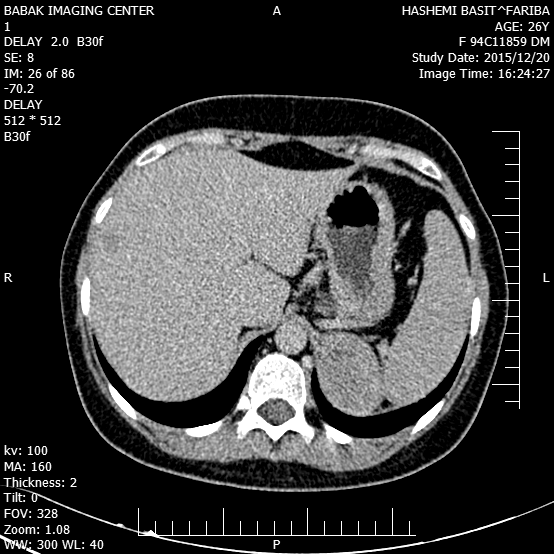 BABAK IMAGING CENTER
1
DELAY 2.0 B30f
SE: 8
IM: 26 of 86
-70.2
DELAY
512 * 512
B30f
A
HASHEMI BASIT^FARIBA
AGE: 26Y
F 94C11859 DM
Study Date: 2015/12/20
Image Time: 16:24:27
R
L
kv: 100
MA: 160
Thickness: 2
Tilt: 0
FOV: 328
Zoom: 1.08
WW: 300 WL: 40
P